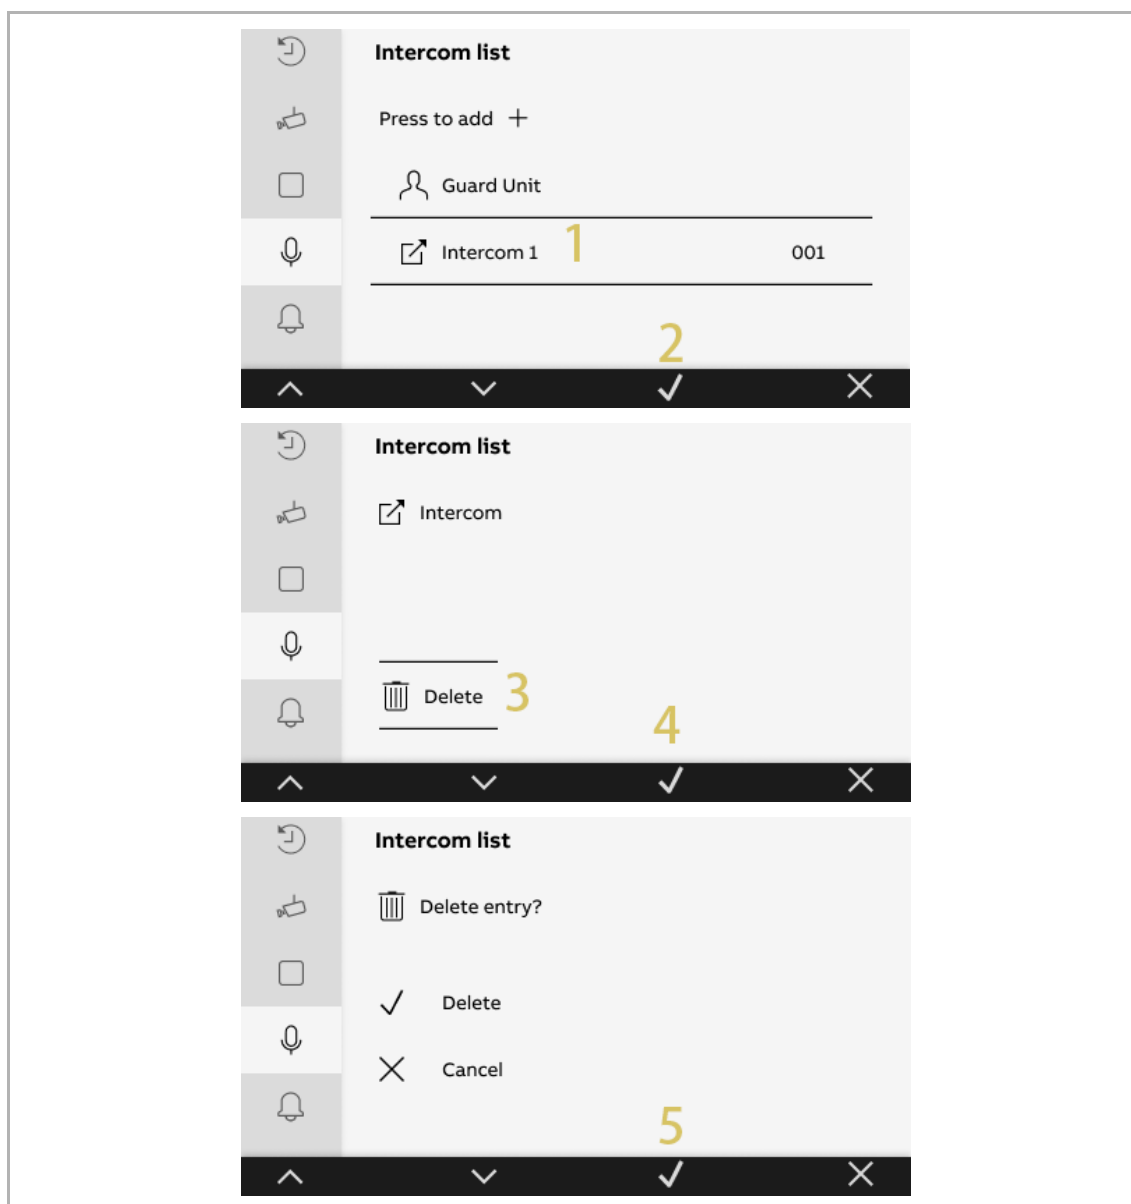 Intercom list
Press to add +
Guard Unit
Intercom 1 1 001
2
Intercom list
Intercom
Delete 3
4
Intercom list
Delete entry?
Delete
Cancel
5